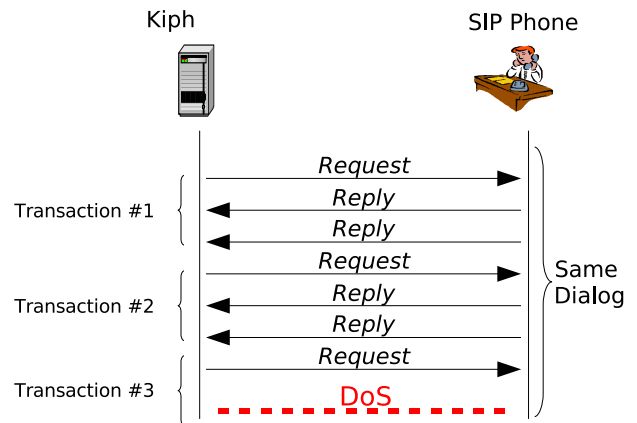 Kiph
SIP Phone
Request
Transaction #1
Reply
Reply
Request
Transaction #2
Reply
Reply
Same
Dialog
Request
Transaction #3
DoS